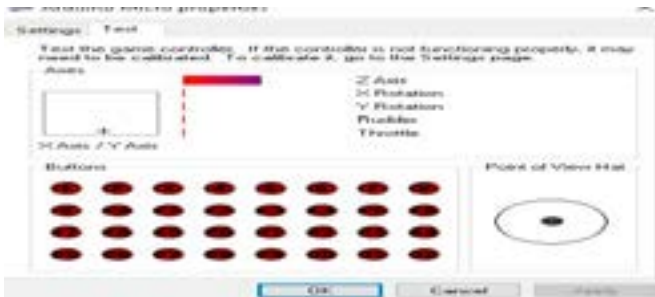 Arduino Micro properties
Settings
Test
Test the game controller. If the controller is not functioning properly, it may
need to be calibrated. To calibrate it, go to the Settings page.
Axes
Z Axis
X Rotation
Y Rotation
Rudder
Throttle
X Axis / Y Axis
Buttons
Point of View Hat
OK
Cancel
Apply